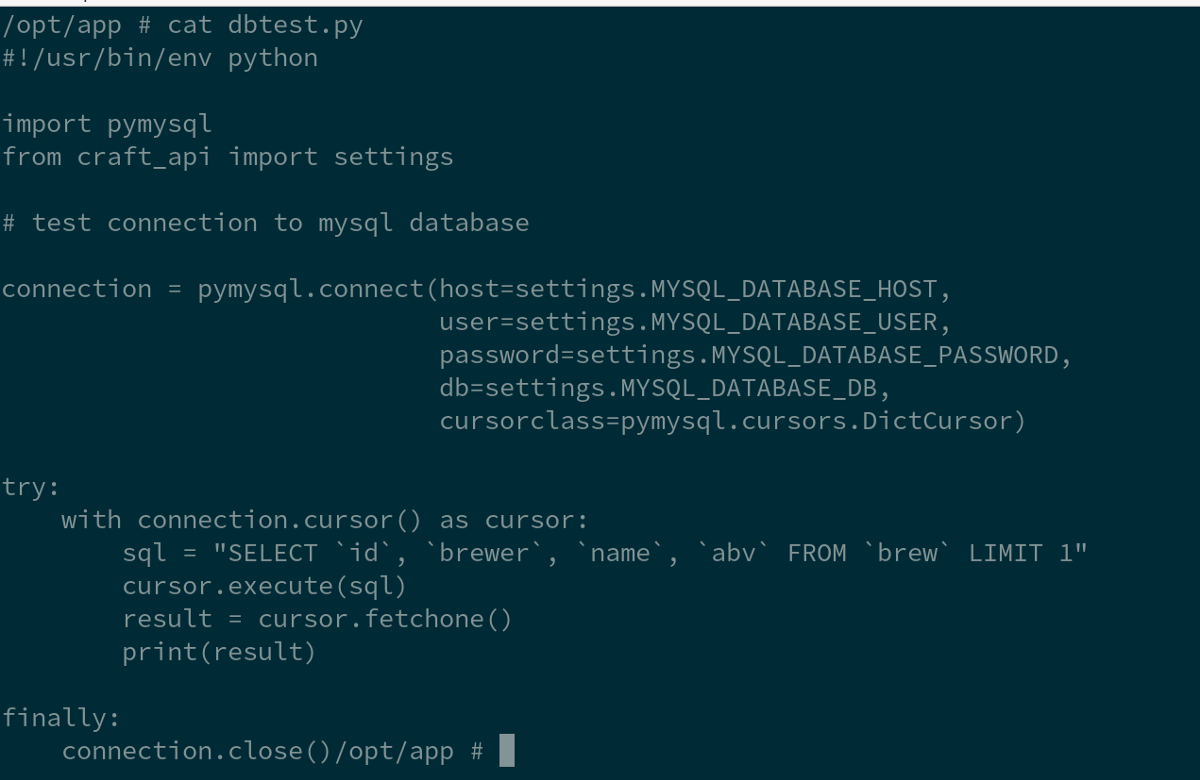 /opt/app # cat dbtest.py
#!/usr/bin/env python
import pymysql
from craft_api import settings
# test connection to mysql database
connection = pymysql.connect(host=settings.MYSQL_DATABASE_HOST,
                             user=settings.MYSQL_DATABASE_USER,
                             password=settings.MYSQL_DATABASE_PASSWORD,
                             db=settings.MYSQL_DATABASE_DB,
                             cursorclass=pymysql.cursors.DictCursor)
try:
    with connection.cursor() as cursor:
        sql = "SELECT `id`, `brewer`, `name`, `abv` FROM `brew` LIMIT 1"
        cursor.execute(sql)
        result = cursor.fetchone()
        print(result)
finally:
    connection.close()/opt/app #